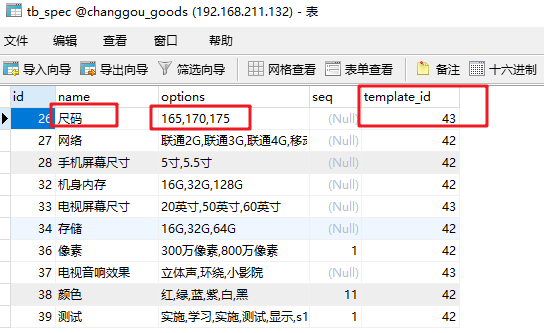 tb_spec @changgou_goods (192.168.211.132) - 表
文件 编辑 查看 窗口 帮助
导入向导 导出向导 筛选向导 网格查看 表单查看 备注 十六进制
id name options seq template_id
26 尺码 165,170,175 (Null) 43
27 网络 联通2G,联通3G,联通4G,移动 (Null) 42
28 手机屏幕尺寸 5寸,5.5寸 (Null) 42
32 机身内存 16G,32G,128G (Null) 42
33 电视屏幕尺寸 20英寸,50英寸,60英寸 (Null) 43
34 存储 16G,32G,64G (Null) 42
36 像素 300万像素,800万像素 1 42
37 电视音响效果 立体声,环绕,小影院 (Null) 43
38 颜色 红,绿,蓝,紫,白,黑 11 42
39 测试 实施,学习,实施,测试,显示,s1 1 42